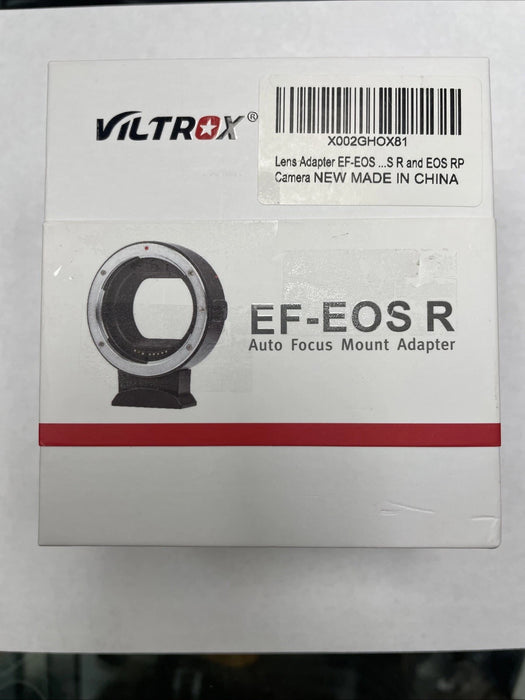 VILTROX®
X002GHOX81
Lens Adapter EF-EOS ...S R and EOS RP
Camera NEW MADE IN CHINA
EF-EOS R
Auto Focus Mount Adapter